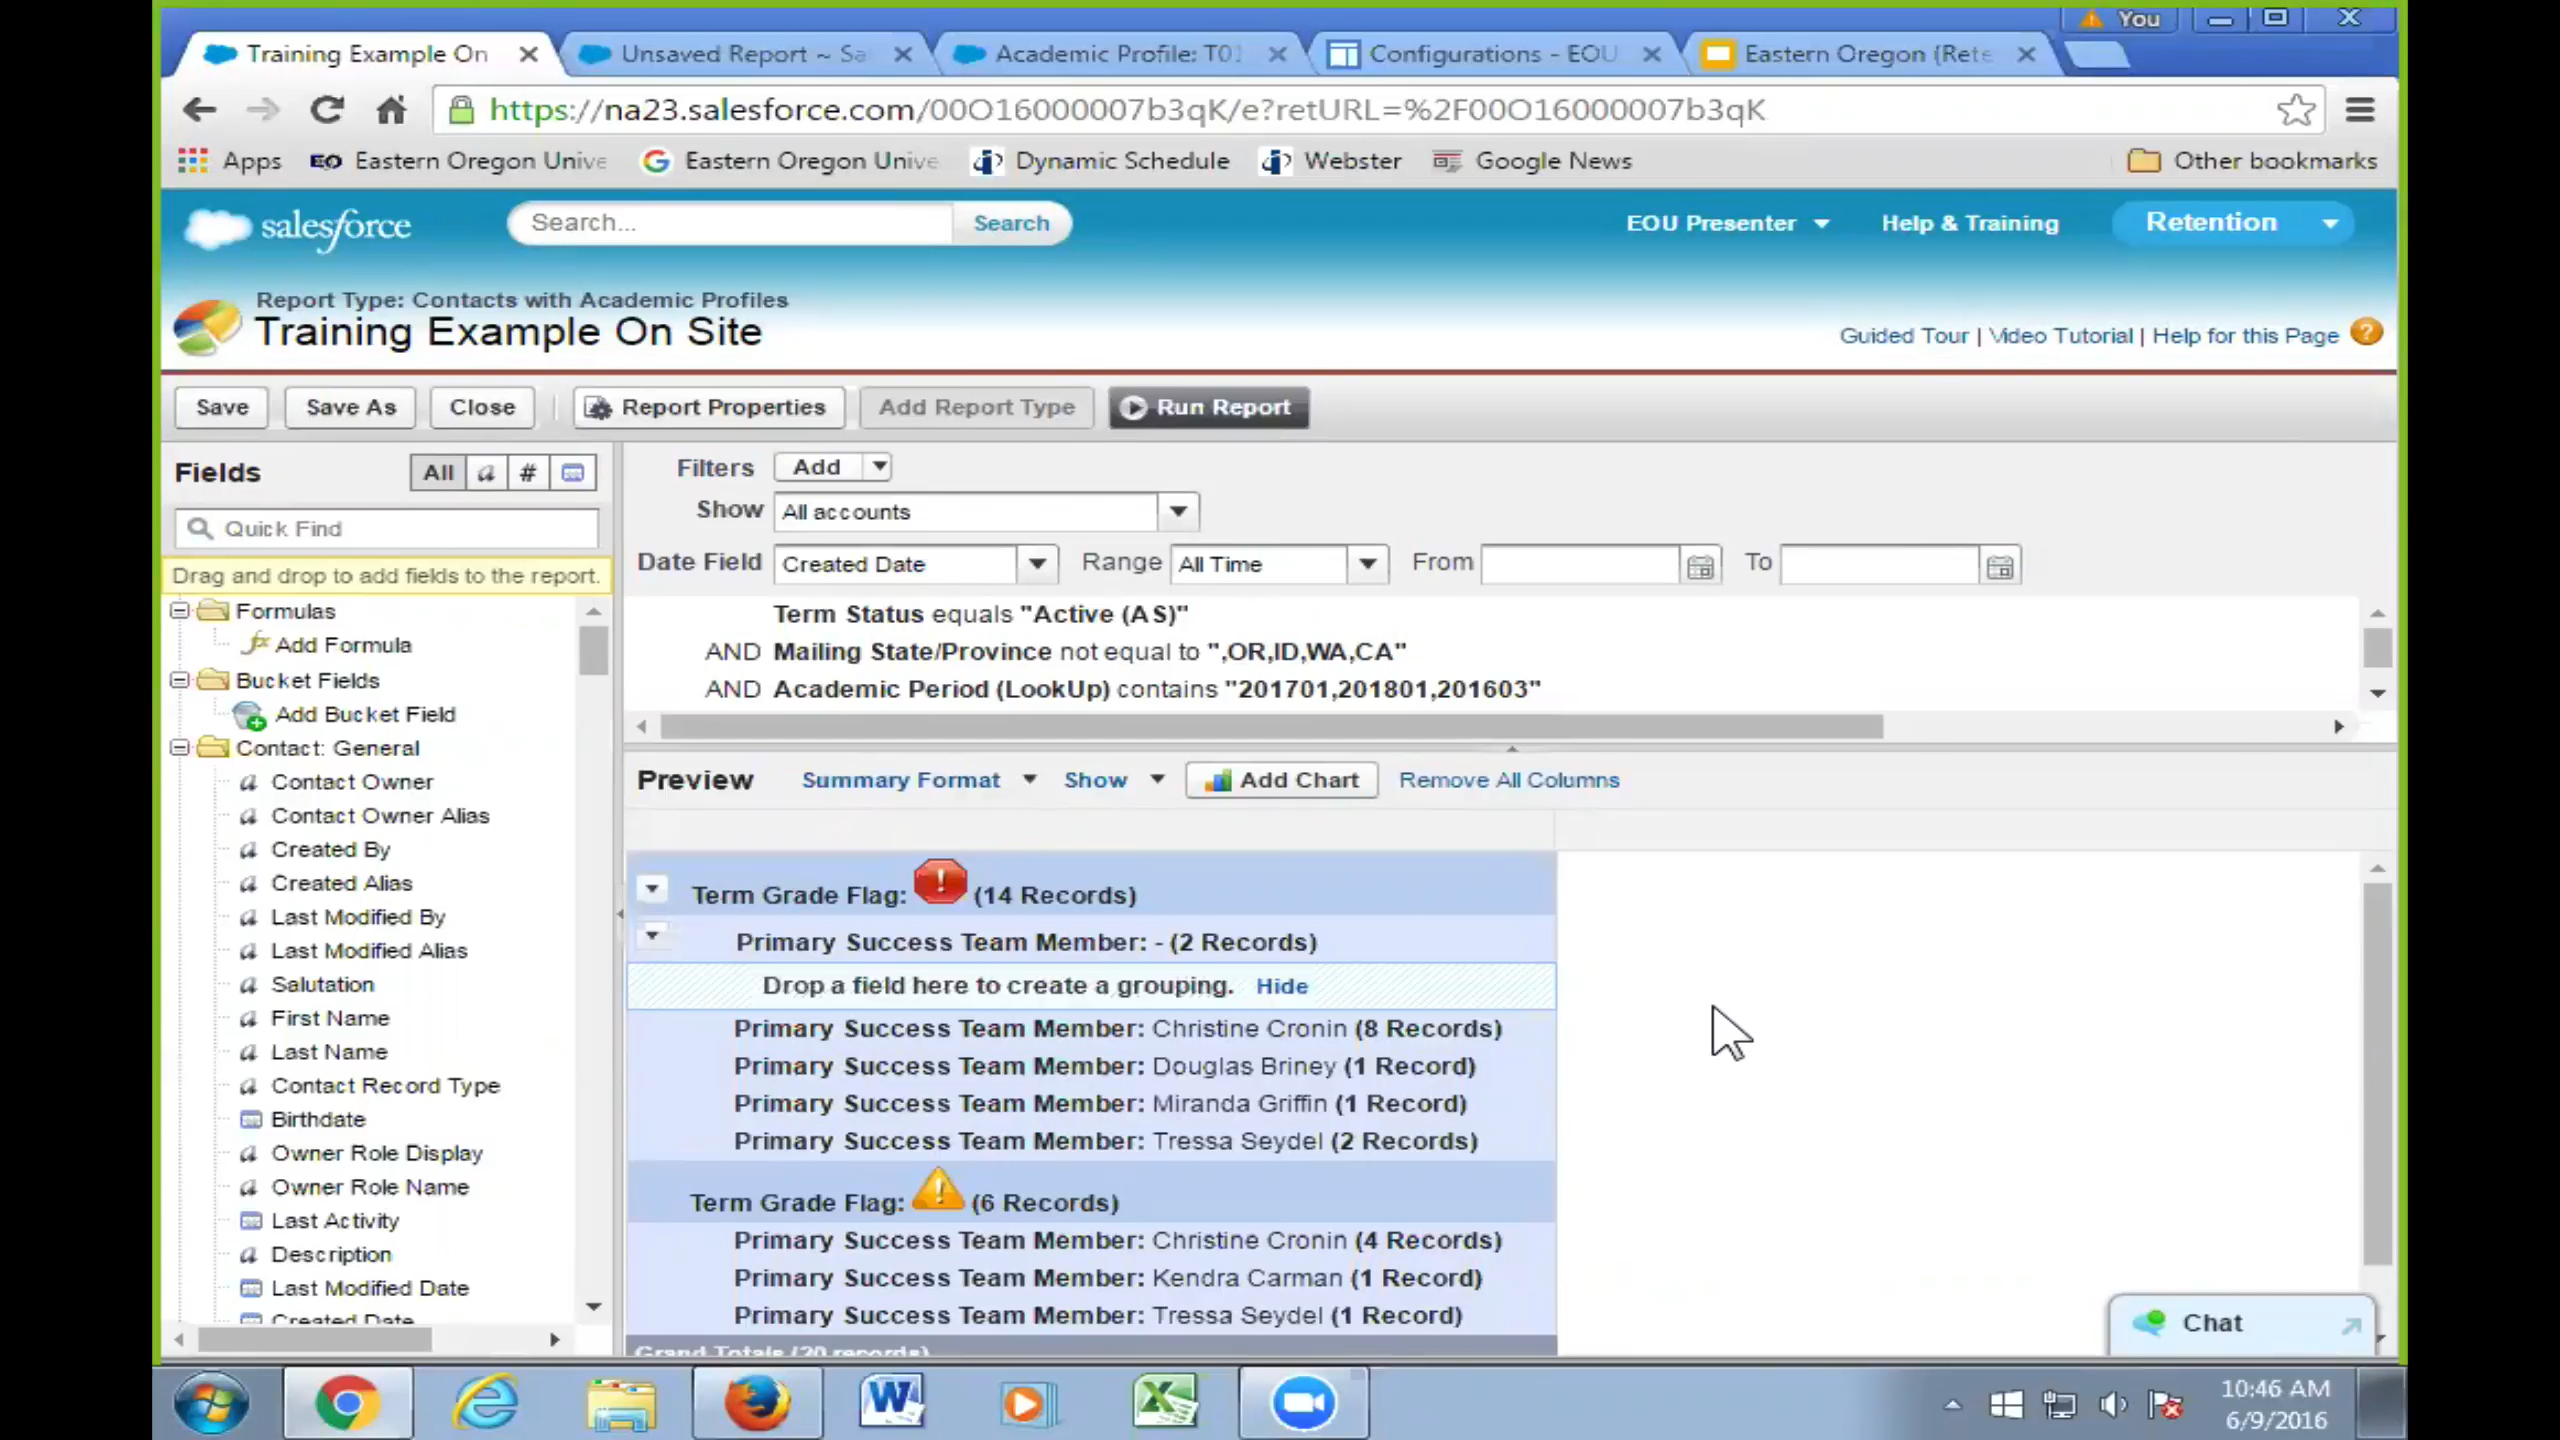 You
Training Example On
Unsaved Report ~ Sa
Academic Profile: T01
Configurations - EOU
Eastern Oregon (Rete
https://na23.salesforce.com/00O16000007b3qK/e?retURL=%2F00O16000007b3qK
Apps
EO Eastern Oregon Unive
Eastern Oregon Unive
Dynamic Schedule
Webster
Google News
Other bookmarks
salesforce
Search...
Search
EOU Presenter
Help & Training
Retention
Report Type: Contacts with Academic Profiles
Training Example On Site
Guided Tour | Video Tutorial | Help for this Page ?
Save
Save As
Close
Report Properties
Add Report Type
Run Report
Fields
All a #
Quick Find
Drag and drop to add fields to the report.
Formulas
fx Add Formula
Bucket Fields
Add Bucket Field
Contact: General
a Contact Owner
a Contact Owner Alias
a Created By
a Created Alias
a Last Modified By
a Last Modified Alias
a Salutation
a First Name
a Last Name
a Contact Record Type
Birthdate
a Owner Role Display
a Owner Role Name
Last Activity
a Description
Last Modified Date
Created Date
Filters Add
Show All accounts
Date Field Created Date Range All Time From To
Term Status equals "Active (AS)"
AND Mailing State/Province not equal to ",OR,ID,WA,CA"
AND Academic Period (LookUp) contains "201701,201801,201603"
Preview Summary Format Show Add Chart Remove All Columns
Term Grade Flag: ! (14 Records)
Primary Success Team Member: - (2 Records)
Drop a field here to create a grouping. Hide
Primary Success Team Member: Christine Cronin (8 Records)
Primary Success Team Member: Douglas Briney (1 Record)
Primary Success Team Member: Miranda Griffin (1 Record)
Primary Success Team Member: Tressa Seydel (2 Records)
Term Grade Flag: ! (6 Records)
Primary Success Team Member: Christine Cronin (4 Records)
Primary Success Team Member: Kendra Carman (1 Record)
Primary Success Team Member: Tressa Seydel (1 Record)
Grand Totals (20 records)
Chat
10:46 AM
6/9/2016